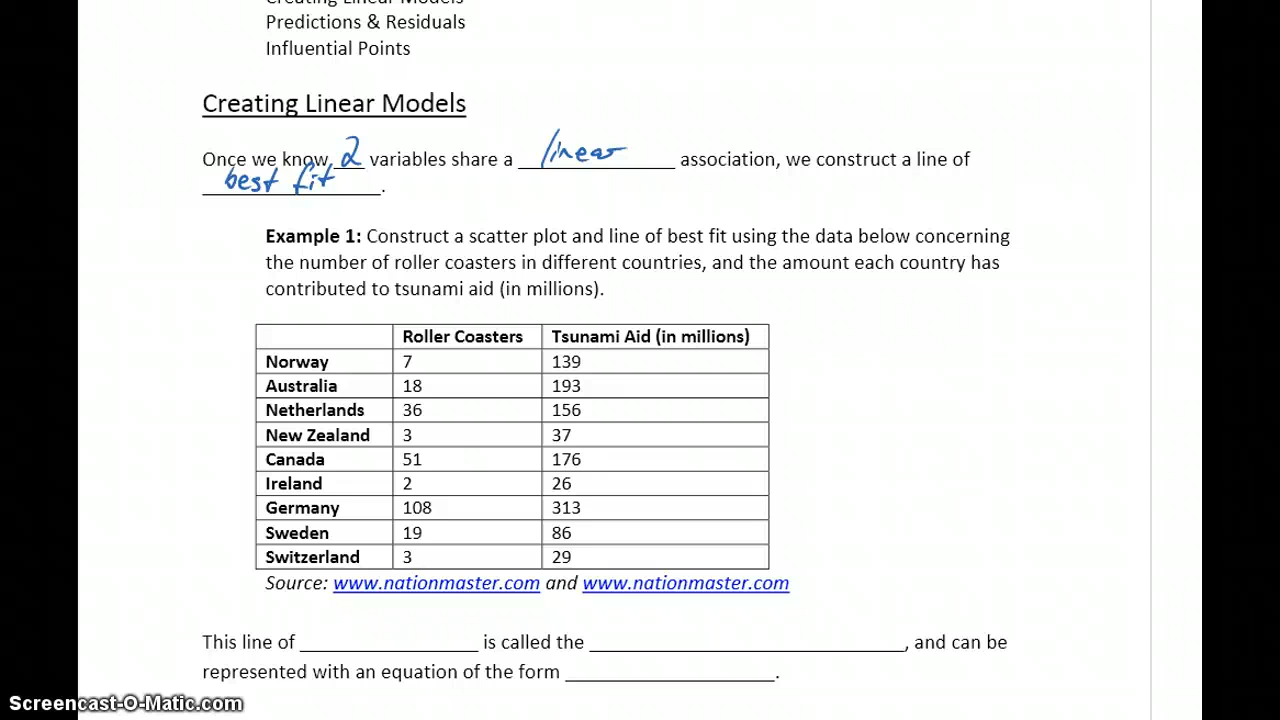 Creating Linear Models
Predictions & Residuals
Influential Points
Creating Linear Models
Once we know 2 variables share a linear association, we construct a line of
best fit.
Example 1: Construct a scatter plot and line of best fit using the data below concerning
the number of roller coasters in different countries, and the amount each country has
contributed to tsunami aid (in millions).
Roller Coasters Tsunami Aid (in millions)
Norway 7 139
Australia 18 193
Netherlands 36 156
New Zealand 3 37
Canada 51 176
Ireland 2 26
Germany 108 313
Sweden 19 86
Switzerland 3 29
Source: www.nationmaster.com and www.nationmaster.com
This line of ____________________ is called the ____________________, and can be
represented with an equation of the form ____________________.
Screencast-O-Matic.com